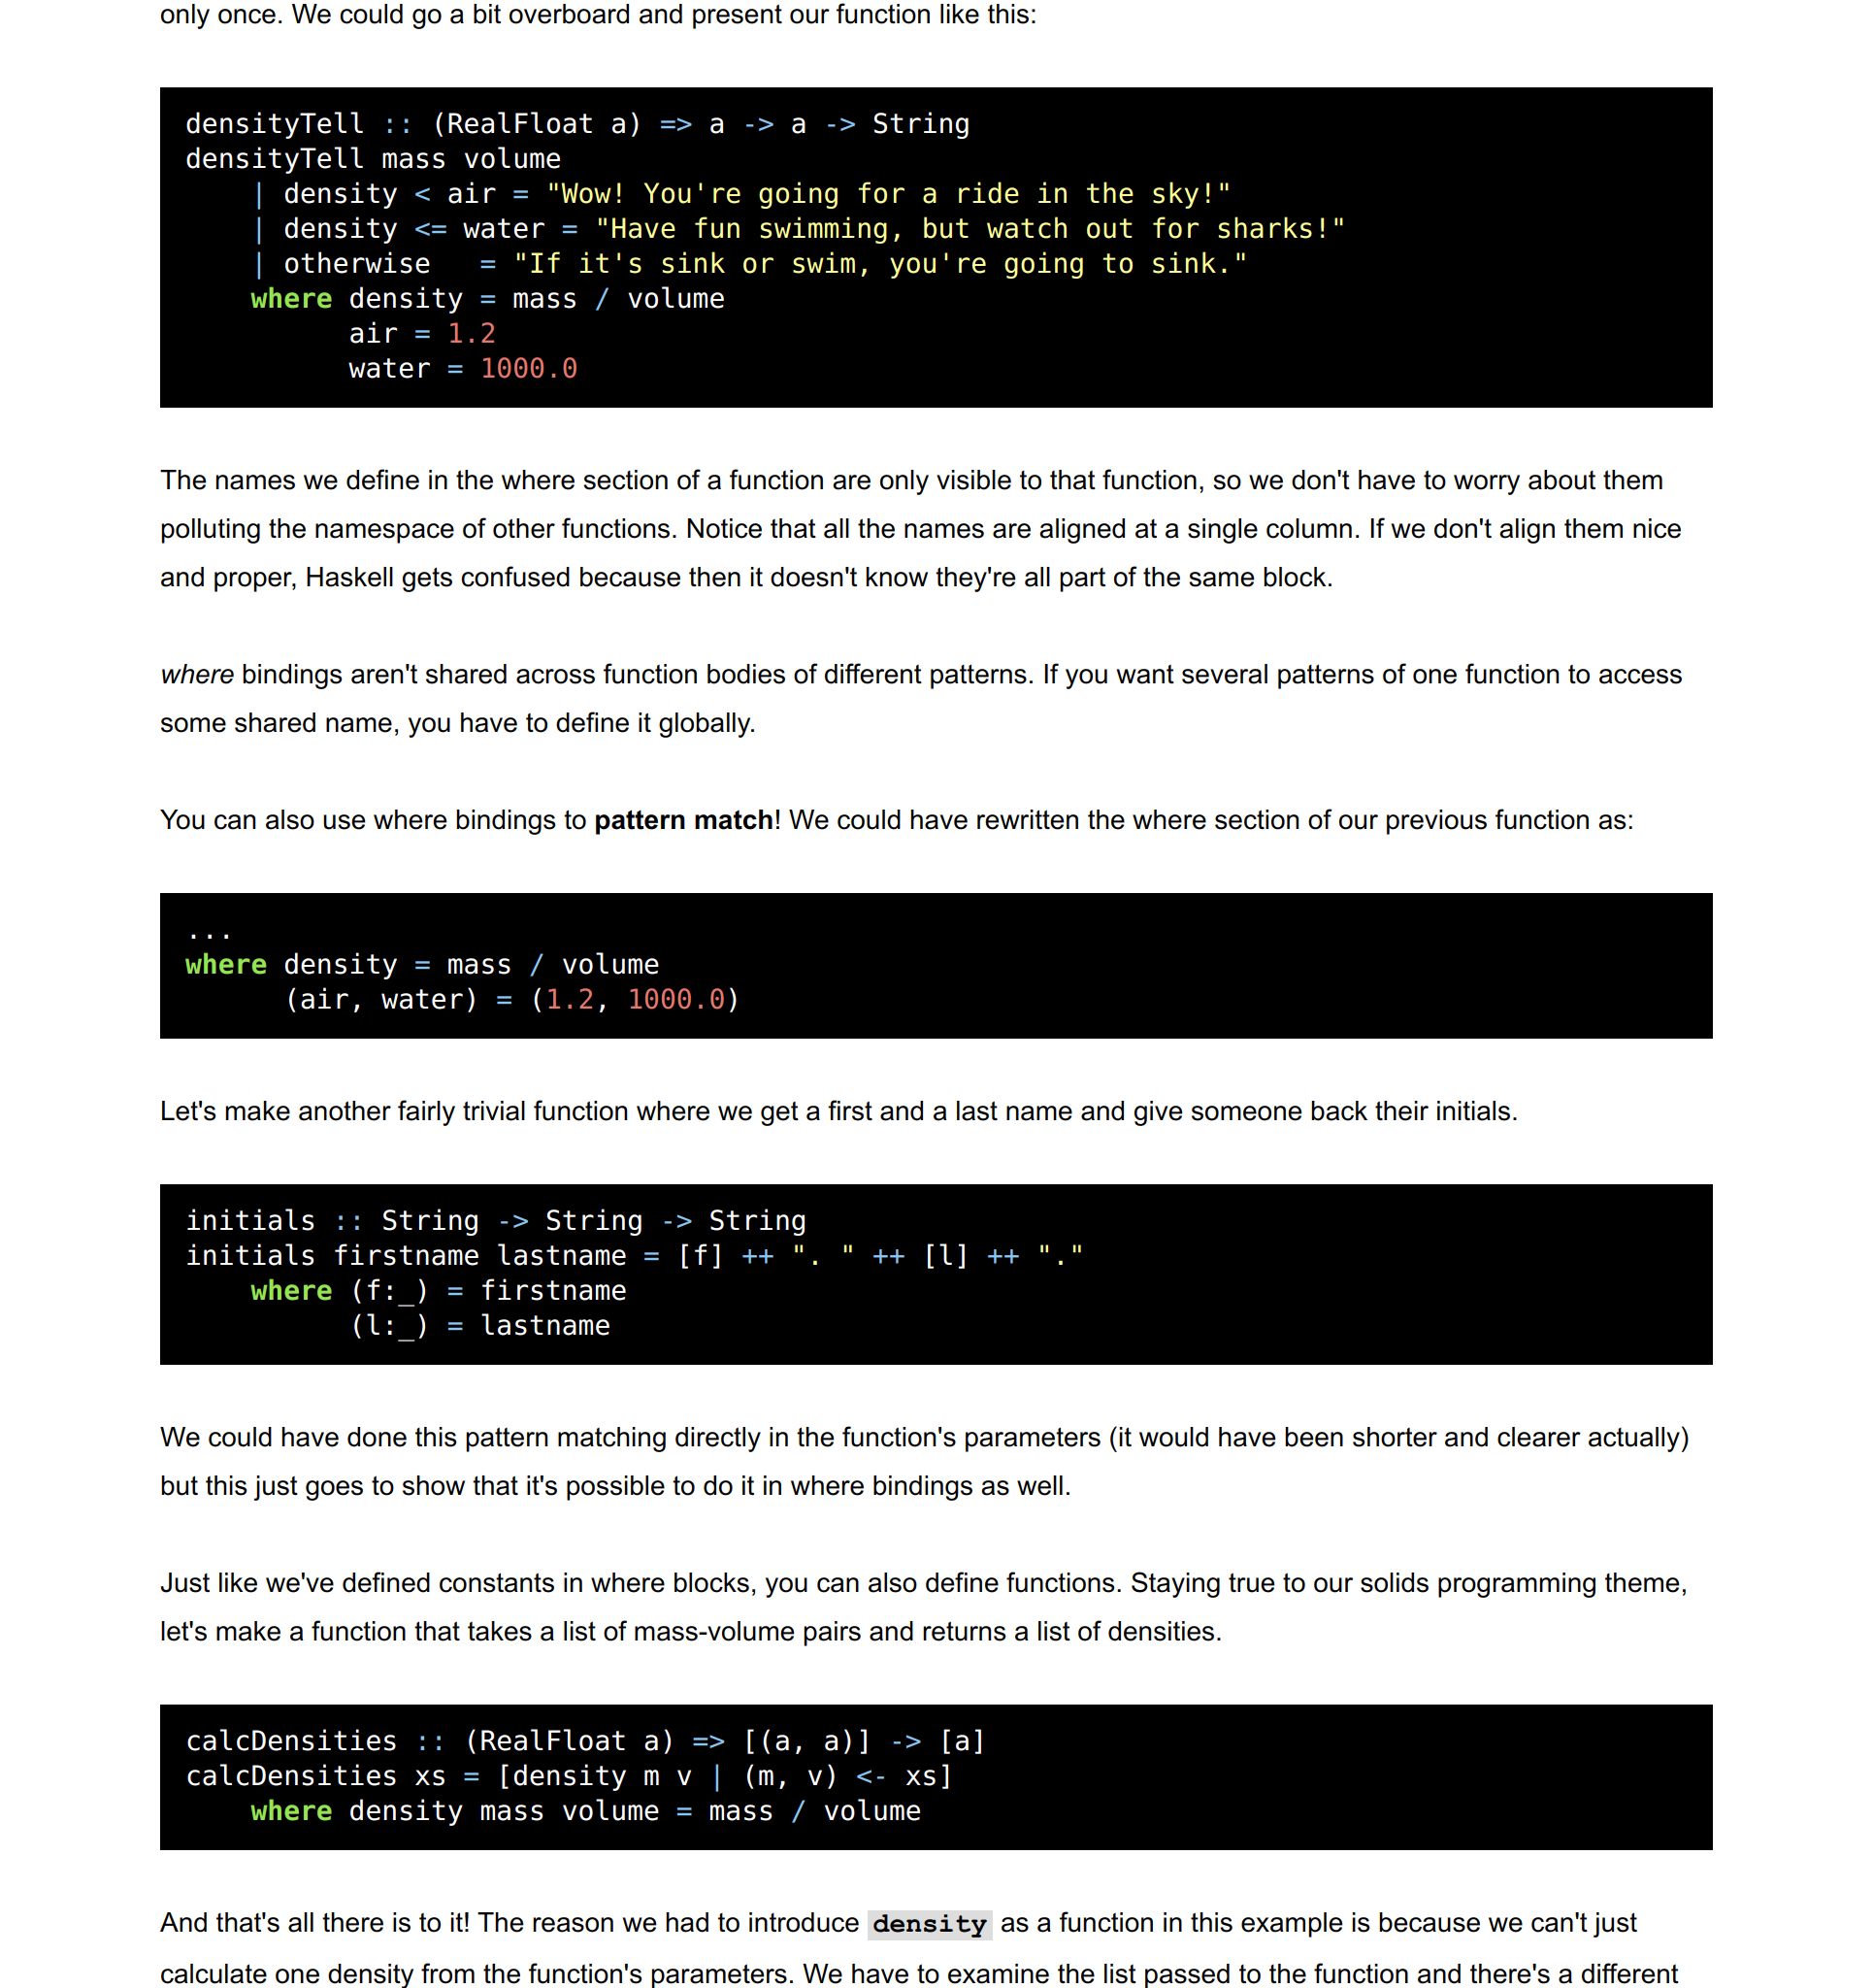 only once. We could go a bit overboard and present our function like this:
densityTell :: (RealFloat a) => a -> a -> String
densityTell mass volume
    | density < air = "Wow! You're going for a ride in the sky!"
    | density <= water = "Have fun swimming, but watch out for sharks!"
    | otherwise   = "If it's sink or swim, you're going to sink."
    where density = mass / volume
          air = 1.2
          water = 1000.0
The names we define in the where section of a function are only visible to that function, so we don't have to worry about them
polluting the namespace of other functions. Notice that all the names are aligned at a single column. If we don't align them nice
and proper, Haskell gets confused because then it doesn't know they're all part of the same block.
where bindings aren't shared across function bodies of different patterns. If you want several patterns of one function to access
some shared name, you have to define it globally.
You can also use where bindings to pattern match! We could have rewritten the where section of our previous function as:
...
where density = mass / volume
      (air, water) = (1.2, 1000.0)
Let's make another fairly trivial function where we get a first and a last name and give someone back their initials.
initials :: String -> String -> String
initials firstname lastname = [f] ++ ". " ++ [l] ++ "."
    where (f:_) = firstname
          (l:_) = lastname
We could have done this pattern matching directly in the function's parameters (it would have been shorter and clearer actually)
but this just goes to show that it's possible to do it in where bindings as well.
Just like we've defined constants in where blocks, you can also define functions. Staying true to our solids programming theme,
let's make a function that takes a list of mass-volume pairs and returns a list of densities.
calcDensities :: (RealFloat a) => [(a, a)] -> [a]
calcDensities xs = [density m v | (m, v) <- xs]
    where density mass volume = mass / volume
And that's all there is to it! The reason we had to introduce density as a function in this example is because we can't just
calculate one density from the function's parameters. We have to examine the list passed to the function and there's a different